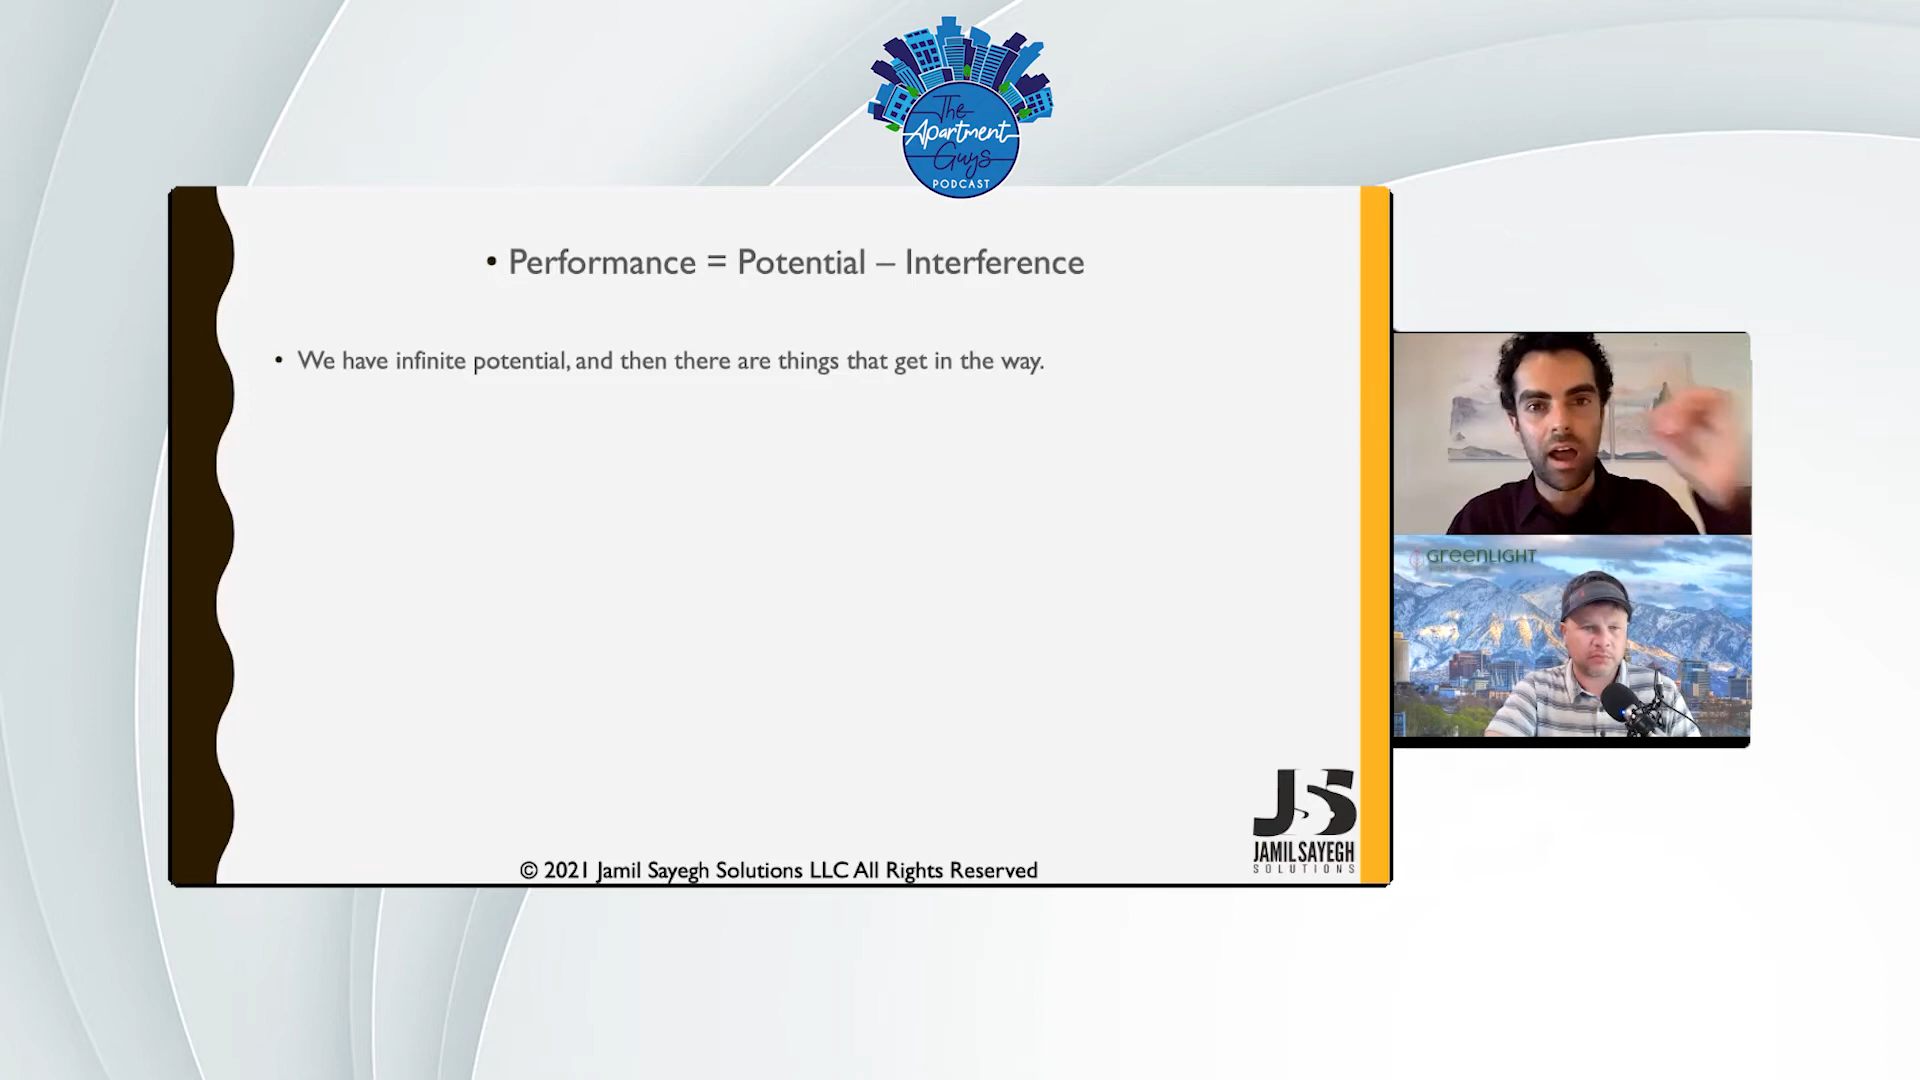 The
Apartment
Guys
PODCAST
• Performance = Potential – Interference
• We have infinite potential, and then there are things that get in the way.
GreenLIGHT
JSS
JAMIL SAYEGH
SOLUTIONS
© 2021 Jamil Sayegh Solutions LLC All Rights Reserved